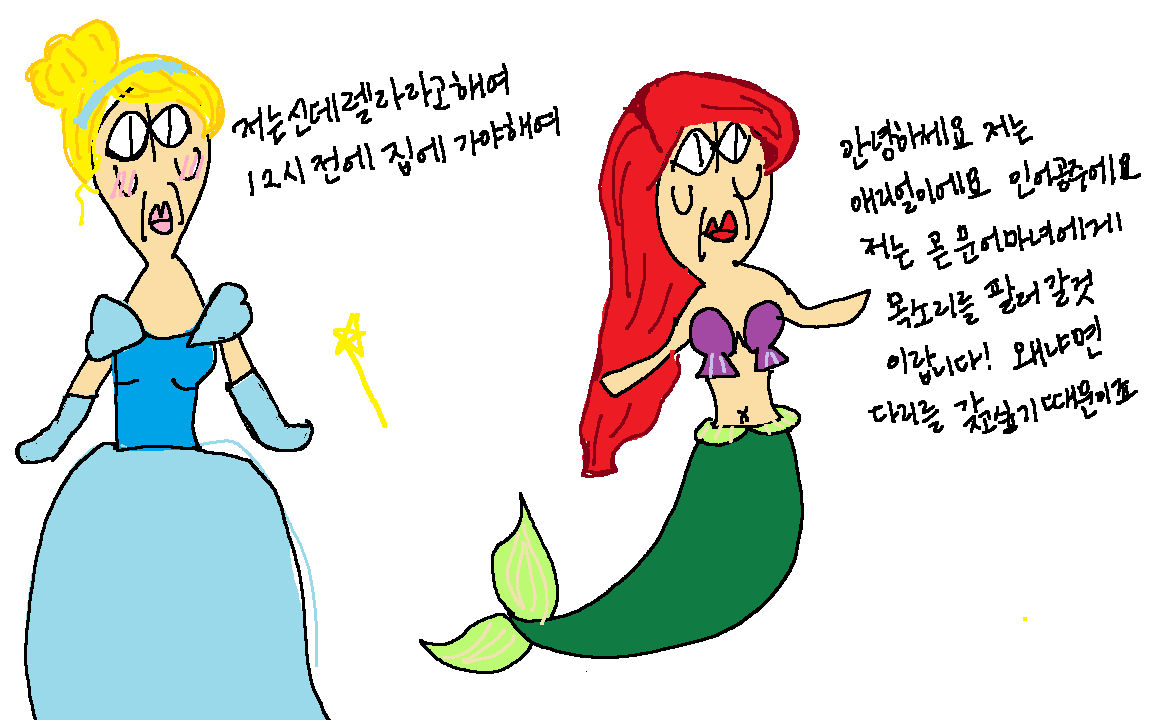 저는신데렐라라고해여
12시 전에 집에 가야해여
안녕하세요 저는
애리얼이에요 인어공주에요
저는 곧 문어마녀에게
목소리를 팔러 갈것
이랍니다! 왜냐면
다리를 갖고싶기 때문이죠